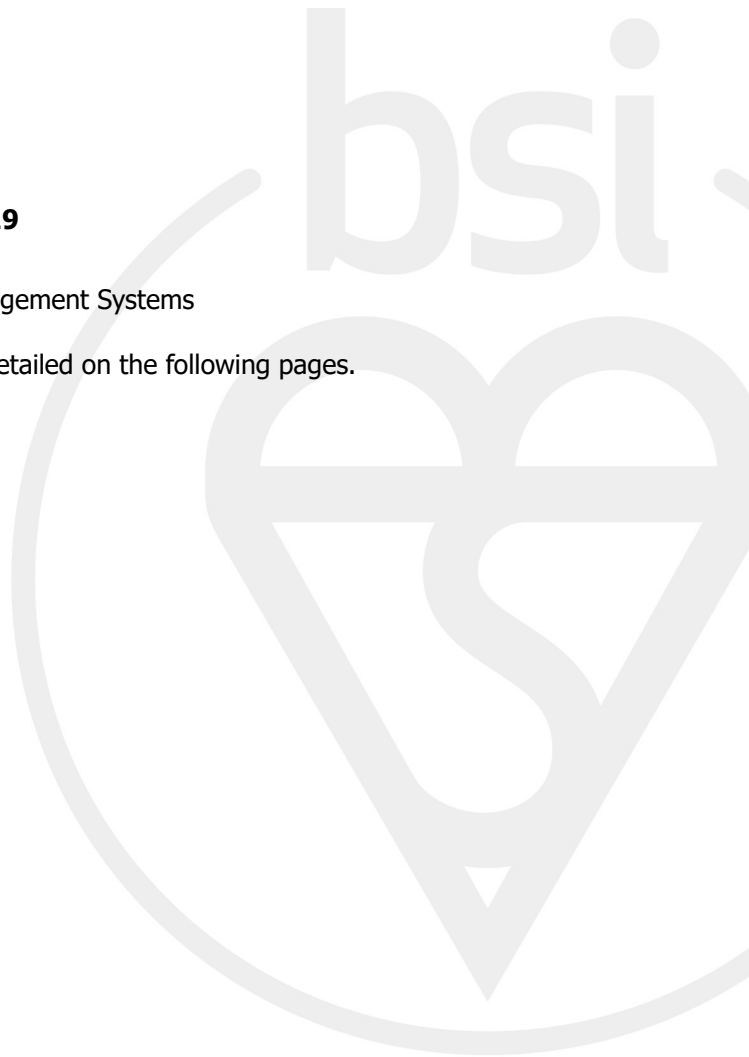 bsi
9
gement Systems
etailed on the following pages.